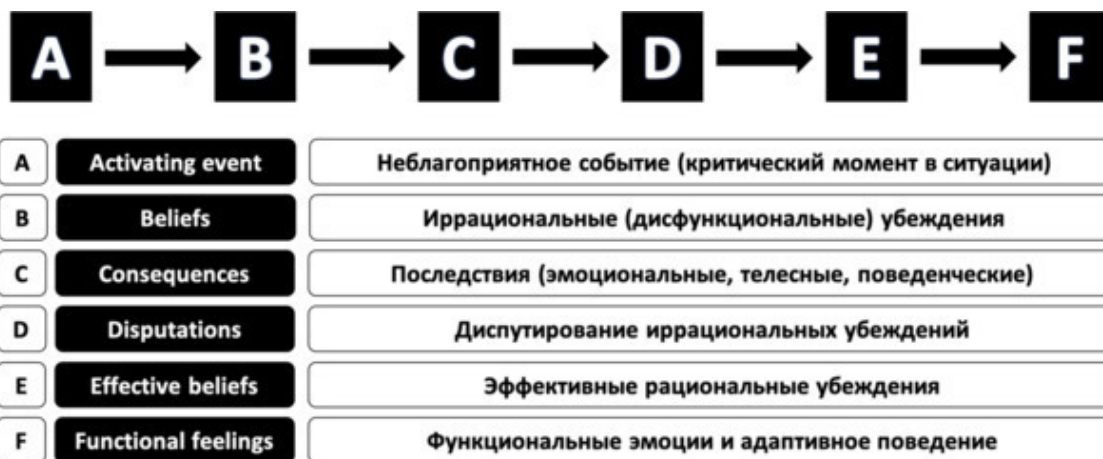 A B C D E F
A Activating event Неблагоприятное событие (критический момент в ситуации)
B Beliefs Иррациональные (дисфункциональные) убеждения
C Consequences Последствия (эмоциональные, телесные, поведенческие)
D Disputations Диспутирование иррациональных убеждений
E Effective beliefs Эффективные рациональные убеждения
F Functional feelings Функциональные эмоции и адаптивное поведение